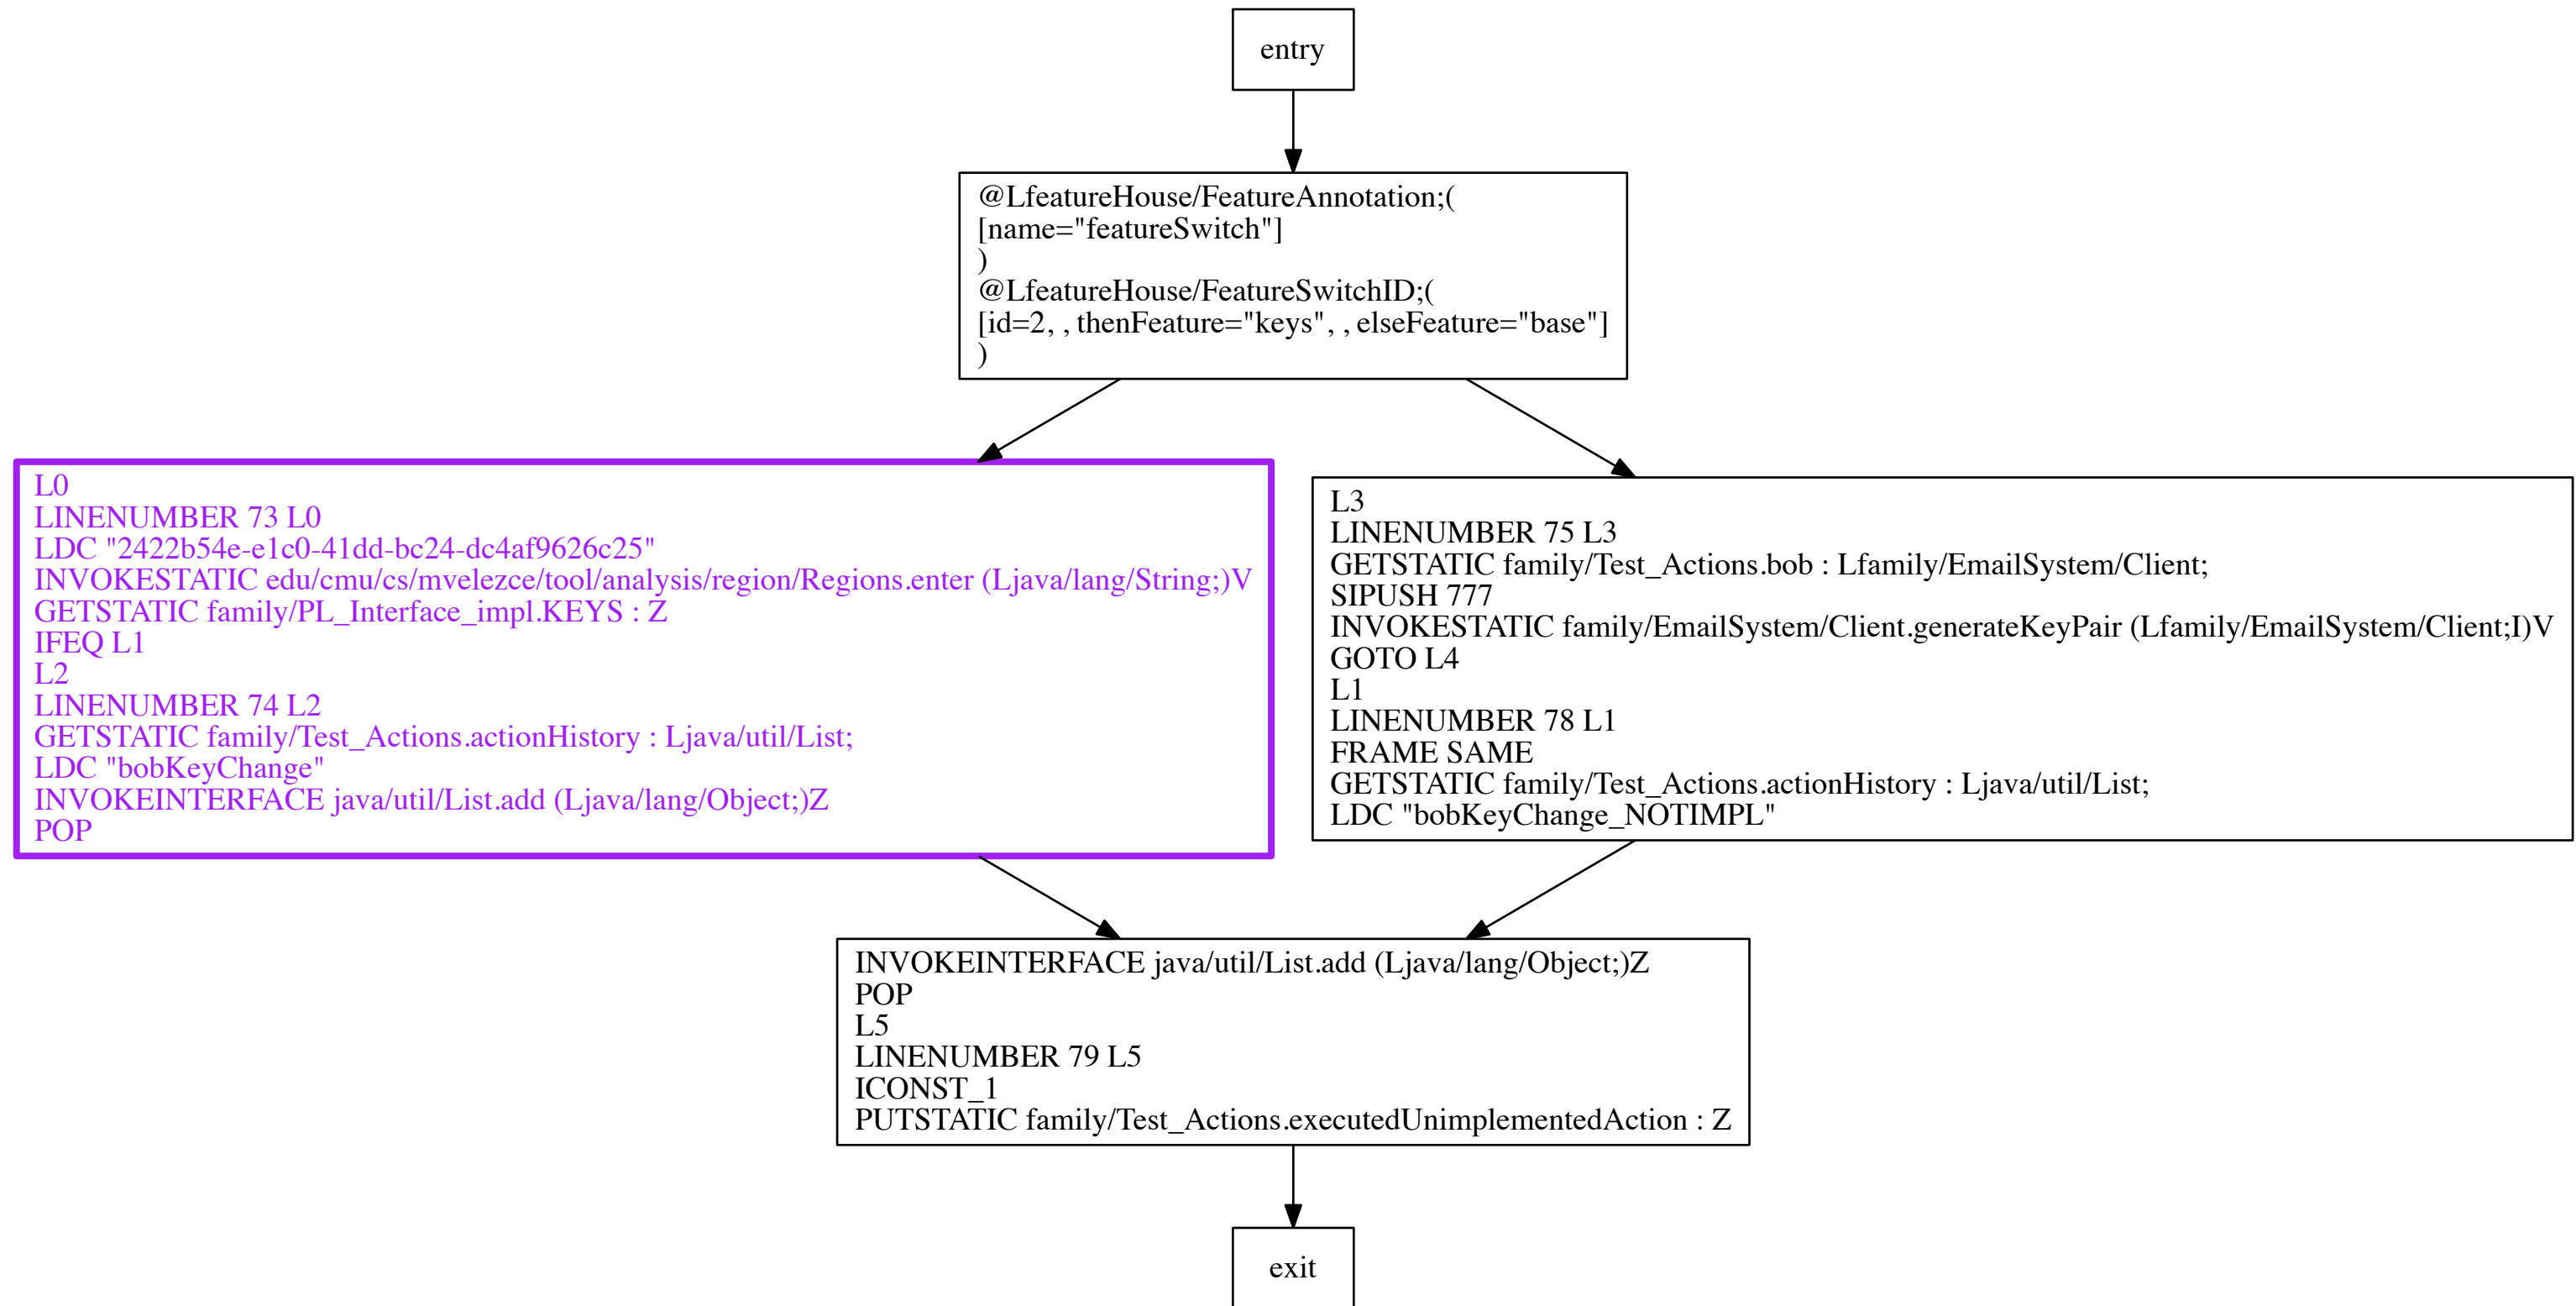 entry
@LfeatureHouse/FeatureAnnotation;(
[name="featureSwitch"]
)
@LfeatureHouse/FeatureSwitchID;(
[id=2, , thenFeature="keys", , elseFeature="base"]
)
L0
LINENUMBER 73 L0
LDC "2422b54e-e1c0-41dd-bc24-dc4af9626c25"
INVOKESTATIC edu/cmu/cs/mvelezce/tool/analysis/region/Regions.enter (Ljava/lang/String;)V
GETSTATIC family/PL_Interface_impl.KEYS : Z
IFEQ L1
L2
LINENUMBER 74 L2
GETSTATIC family/Test_Actions.actionHistory : Ljava/util/List;
LDC "bobKeyChange"
INVOKEINTERFACE java/util/List.add (Ljava/lang/Object;)Z
POP
L3
LINENUMBER 75 L3
GETSTATIC family/Test_Actions.bob : Lfamily/EmailSystem/Client;
SIPUSH 777
INVOKESTATIC family/EmailSystem/Client.generateKeyPair (Lfamily/EmailSystem/Client;I)V
GOTO L4
L1
LINENUMBER 78 L1
FRAME SAME
GETSTATIC family/Test_Actions.actionHistory : Ljava/util/List;
LDC "bobKeyChange_NOTIMPL"
INVOKEINTERFACE java/util/List.add (Ljava/lang/Object;)Z
POP
L5
LINENUMBER 79 L5
ICONST_1
PUTSTATIC family/Test_Actions.executedUnimplementedAction : Z
exit